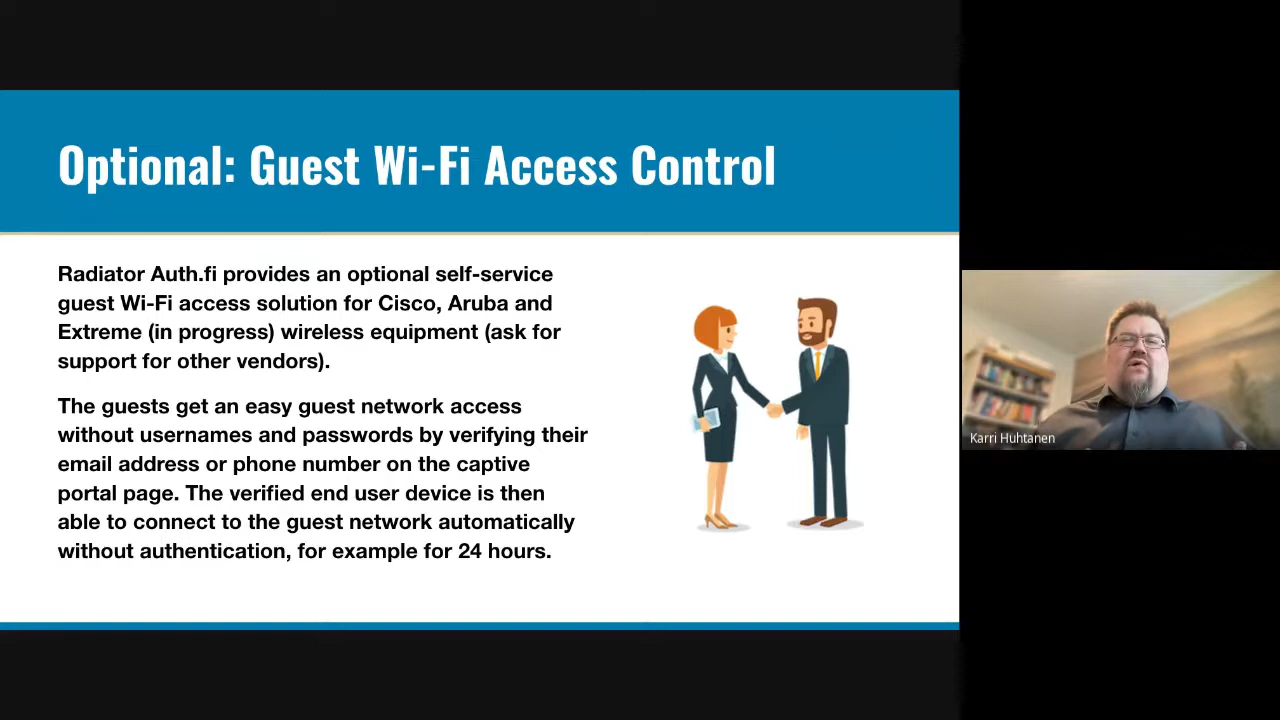 Optional: Guest Wi-Fi Access Control
Radiator Auth.fi provides an optional self-service
guest Wi-Fi access solution for Cisco, Aruba and
Extreme (in progress) wireless equipment (ask for
support for other vendors).
The guests get an easy guest network access
without usernames and passwords by verifying their
email address or phone number on the captive
portal page. The verified end user device is then
able to connect to the guest network automatically
without authentication, for example for 24 hours.
Karri Huhtanen